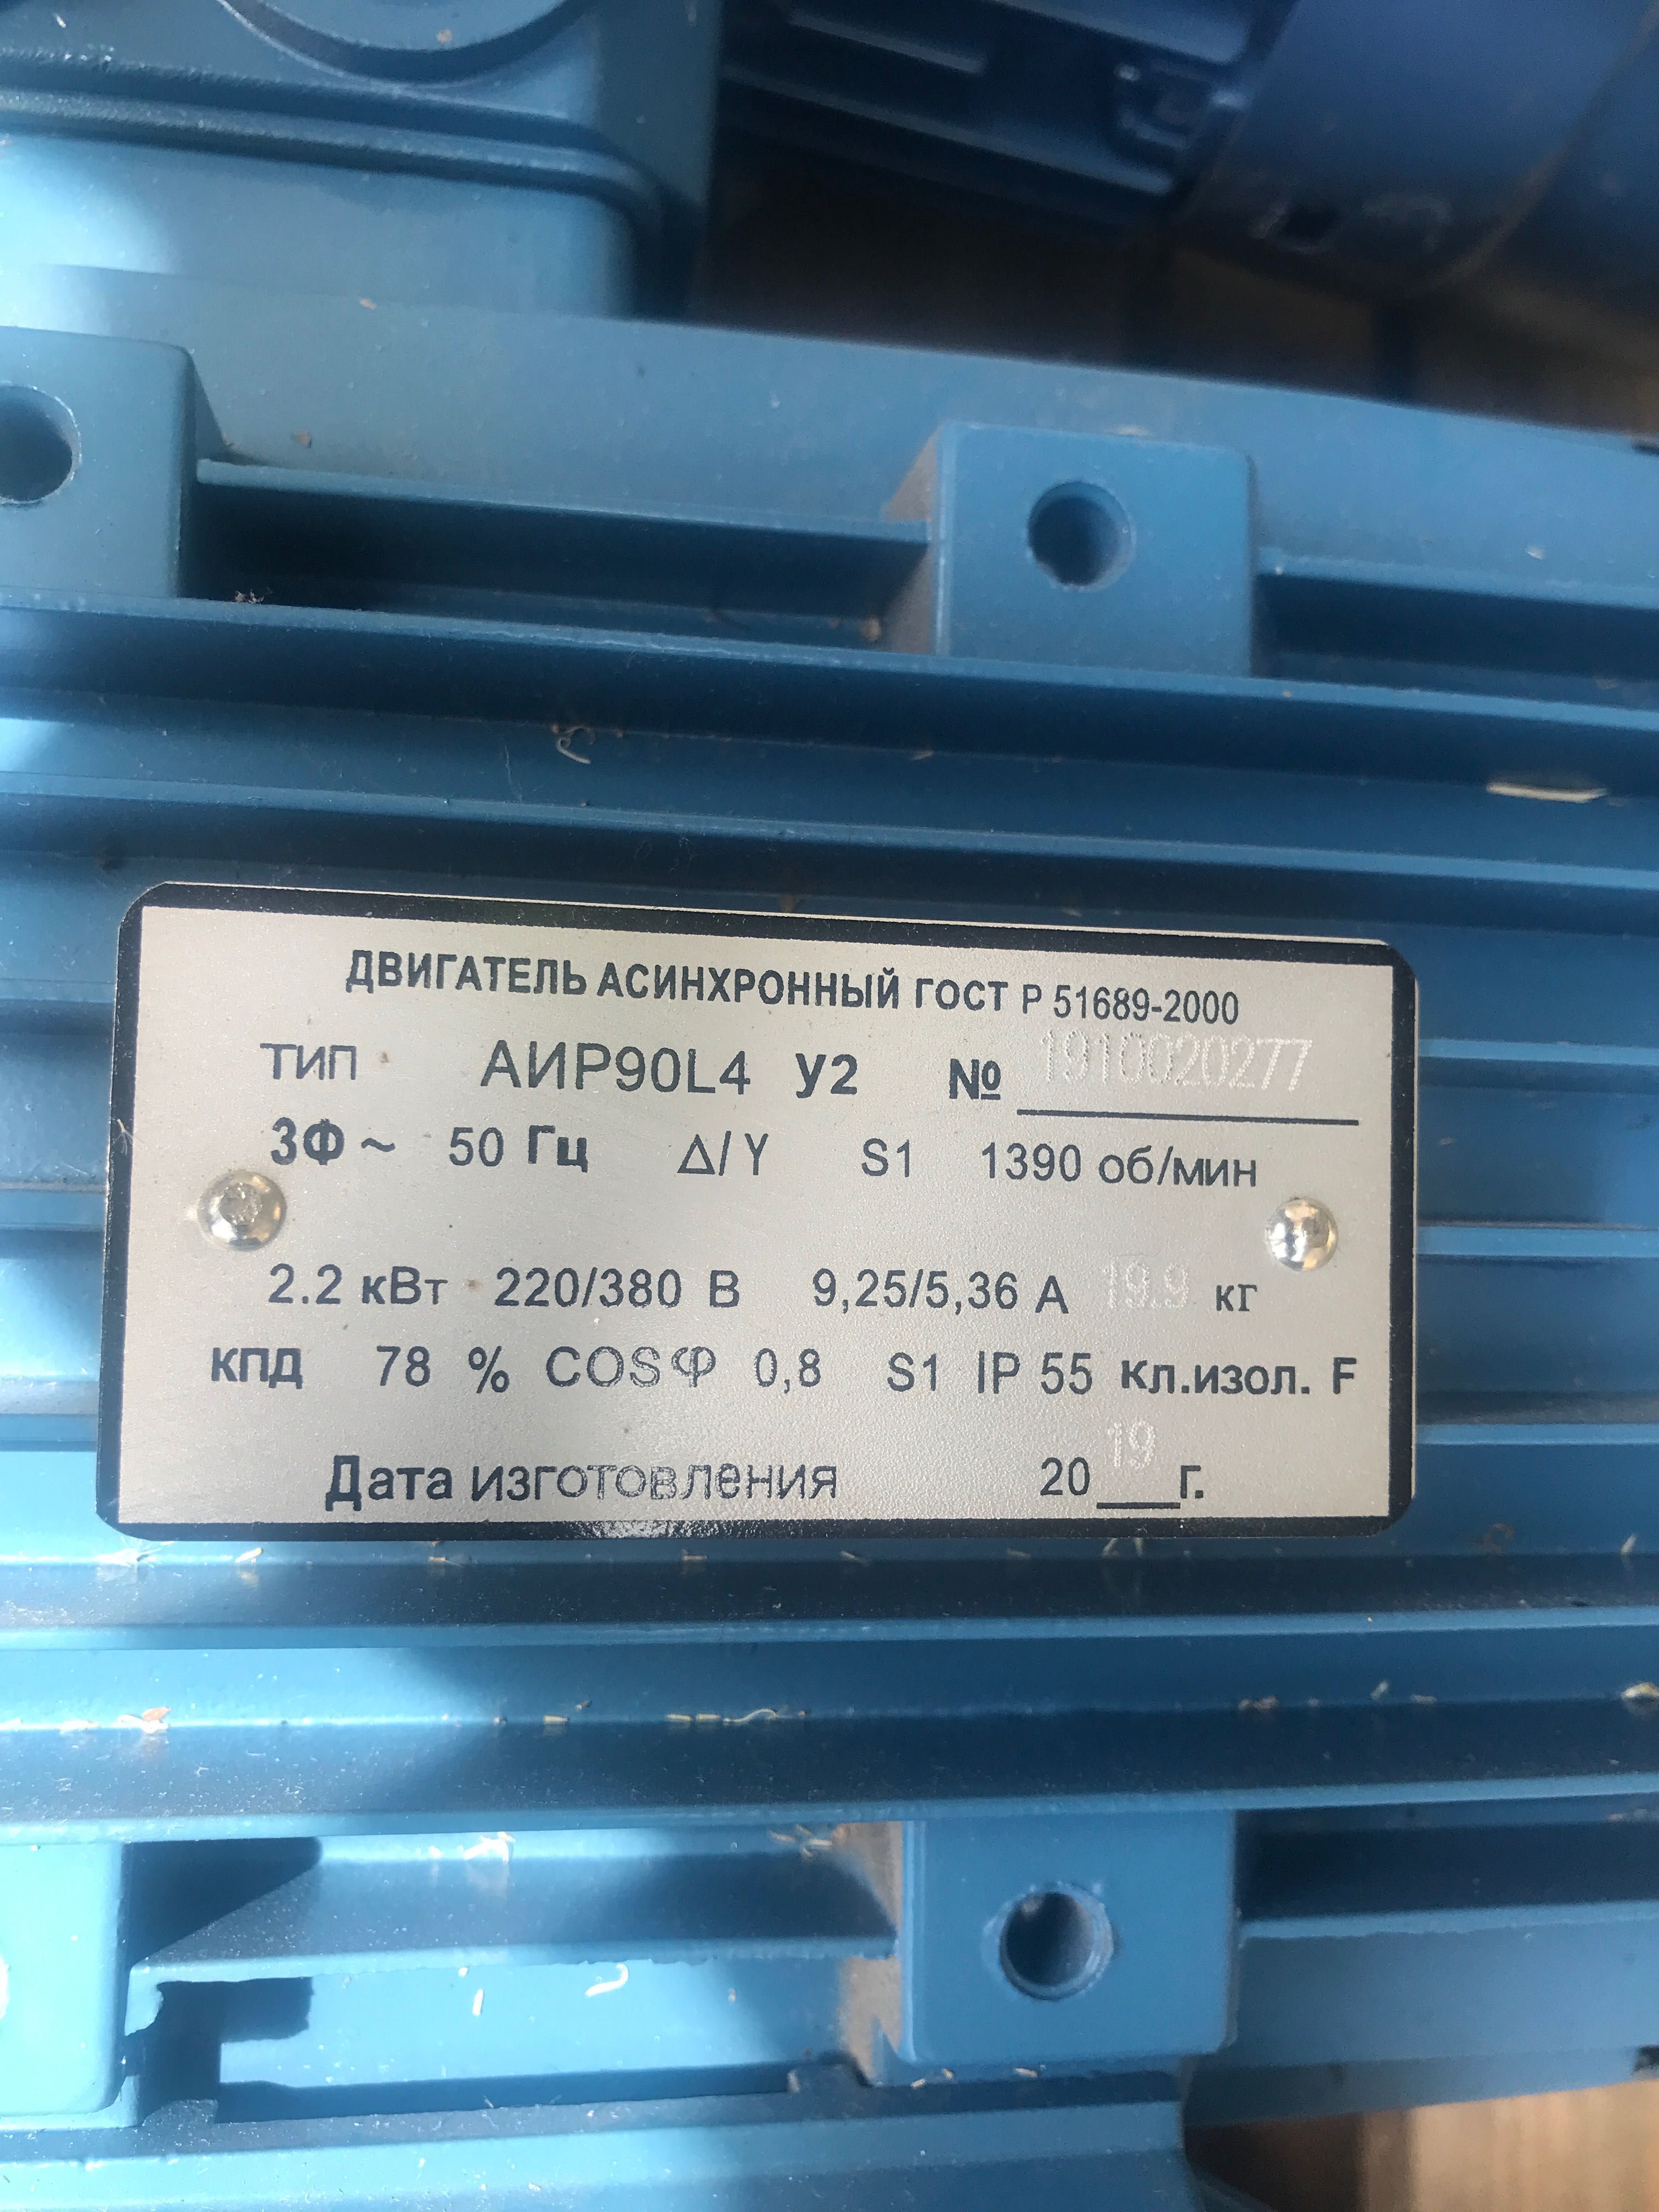 ДВИГАТЕЛЬ АСИНХРОННЫЙ ГОСТ Р 51689-2000
ТИП АИР90L4 У2 № 1910020277
3Ф ~ 50 Гц Δ/Y S1 1390 об/мин
2.2 кВт 220/380 В 9,25/5,36 А 19.9 кг
КПД 78 % COSφ 0,8 S1 IP 55 Кл.изол. F
Дата изготовления 2019 г.